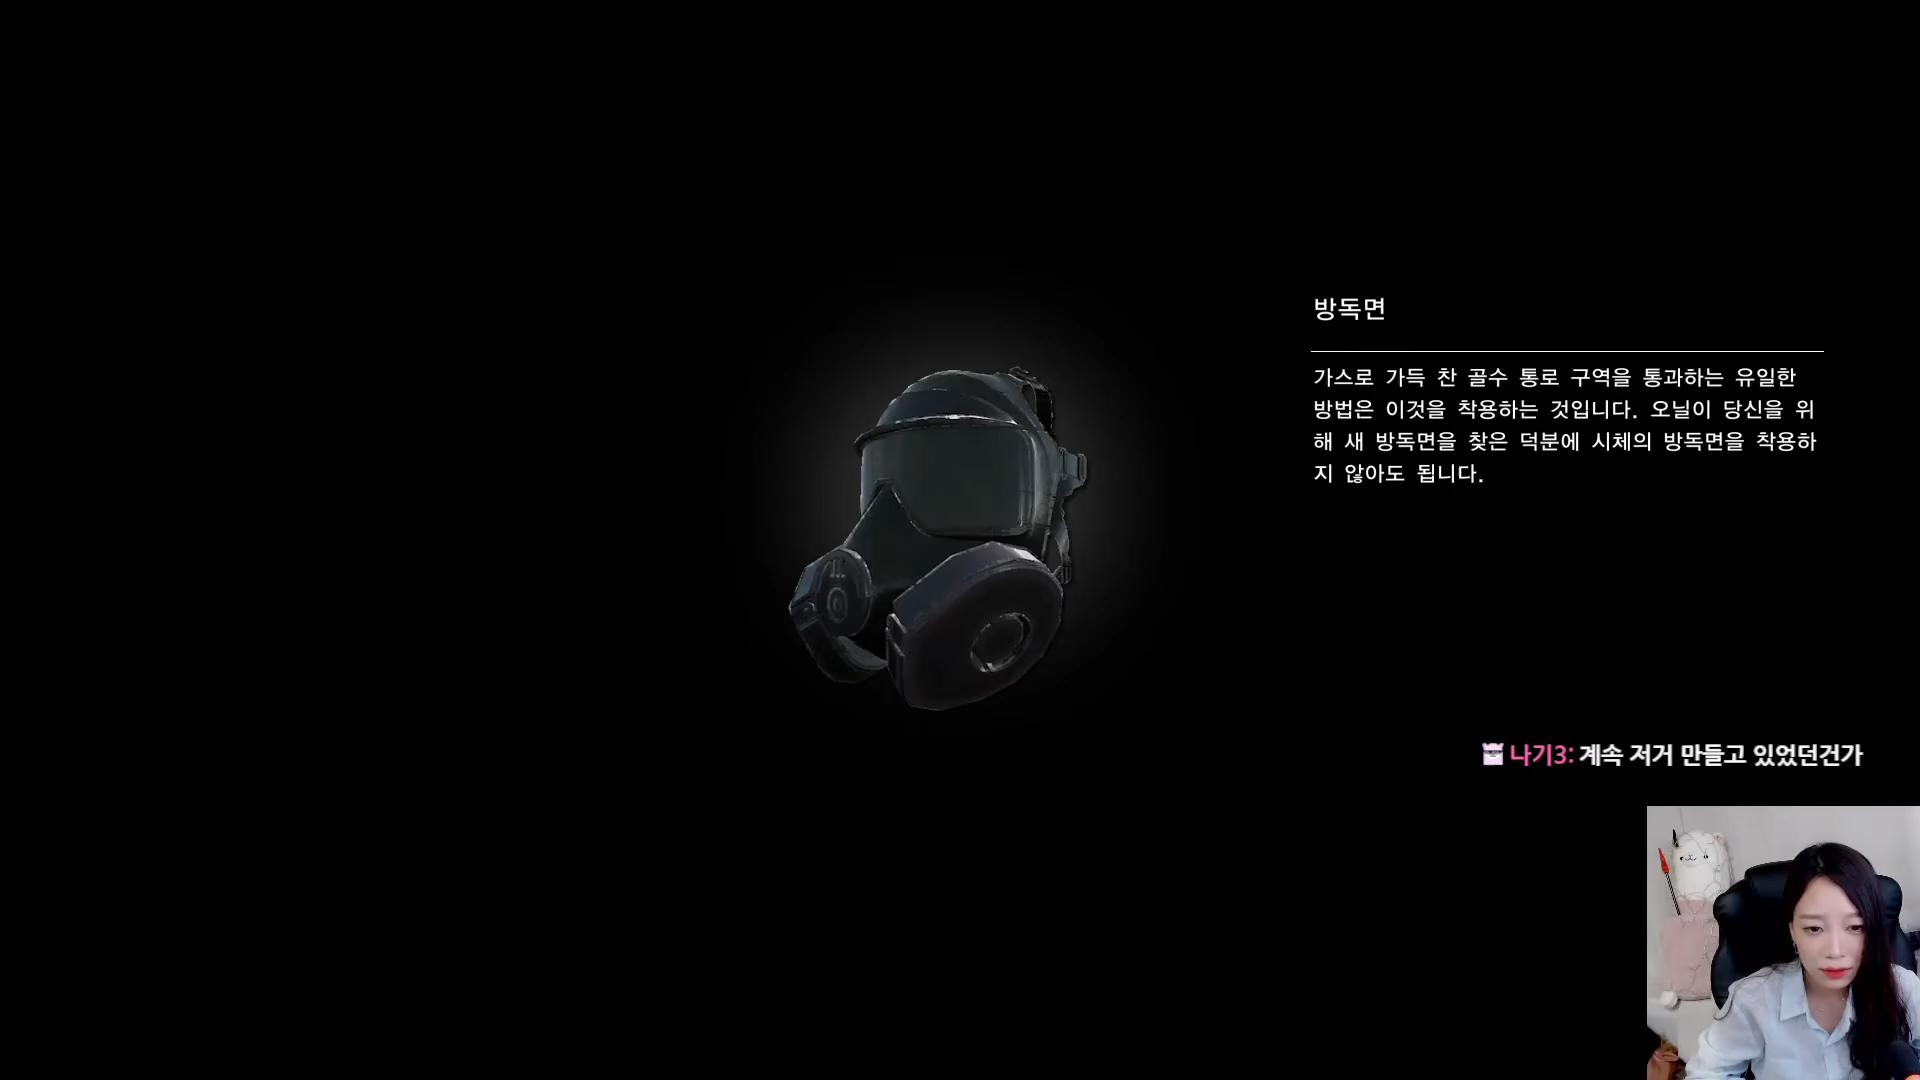 방독면
가스로 가득 찬 골수 통로 구역을 통과하는 유일한
방법은 이것을 착용하는 것입니다. 오닐이 당신을 위
해 새 방독면을 찾은 덕분에 시체의 방독면을 착용하
지 않아도 됩니다.
나기3: 계속 저거 만들고 있었던건가